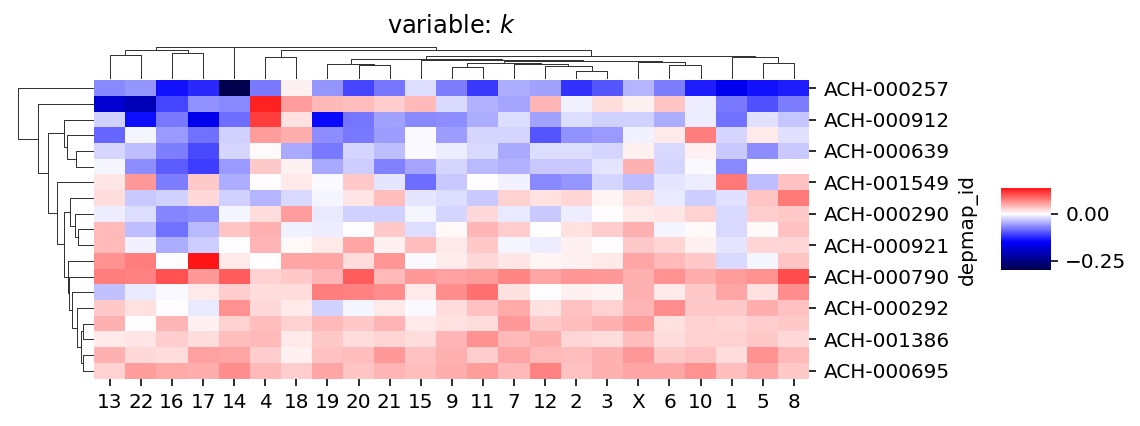 variable: k
ACH-000257
ACH-000912
ACH-000639
ACH-001549
ACH-000290
ACH-000921
ACH-000790
ACH-000292
ACH-001386
ACH-000695
depmap_id
0.00
−0.25
13 22 16 17 14 4 18 19 20 21 15 9 11 7 12 2 3 X 6 10 1 5 8